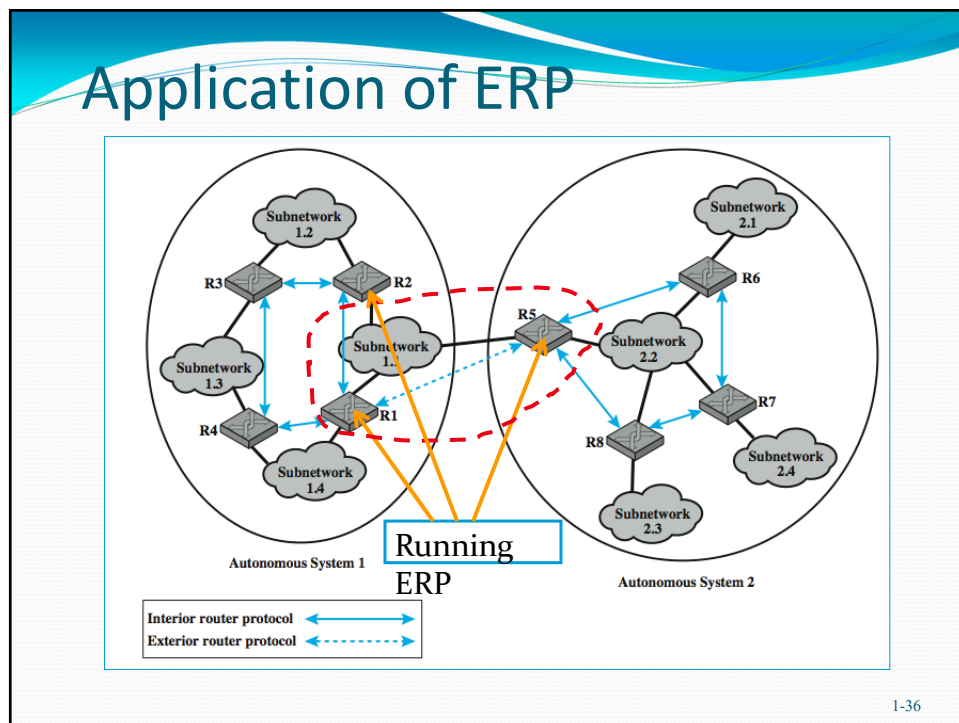 Application of ERP
Subnetwork
1.2
Subnetwork
2.1
R3
R2
R6
R5
Subnetwork
1.
Subnetwork
2.2
Subnetwork
1.3
R1
R7
R4
R8
Subnetwork
2.4
Subnetwork
1.4
Subnetwork
2.3
Running
ERP
Autonomous System 1
Autonomous System 2
Interior router protocol
Exterior router protocol
1-36